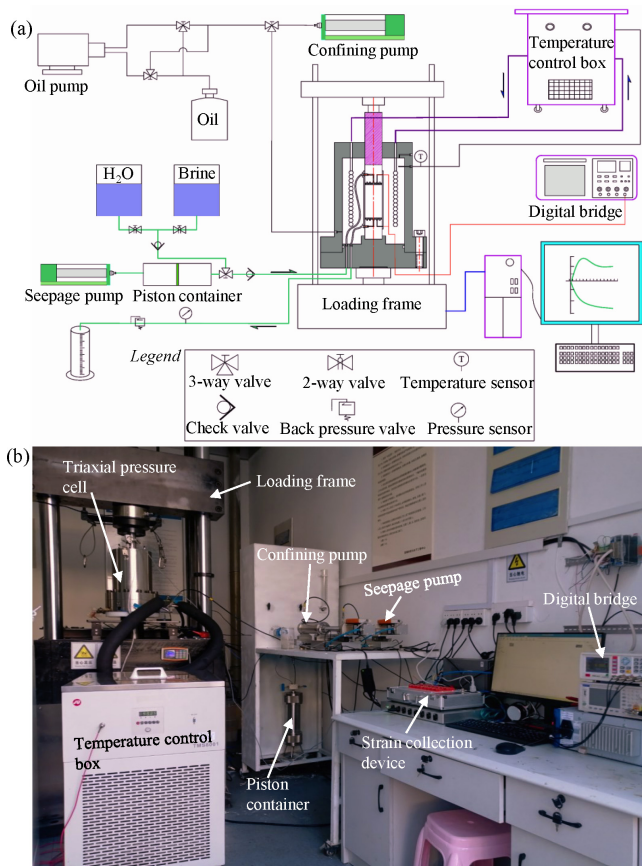 (a)
Oil pump
Oil
Confining pump
Temperature
control box
H₂O
Brine
T
Digital bridge
Seepage pump
Piston container
Loading frame
Legend
3-way valve
2-way valve
T
Temperature sensor
Check valve
Back pressure valve
Pressure sensor
(b)
Triaxial pressure
cell
Loading frame
Confining pump
Seepage pump
Digital bridge
Temperature control
box
Piston
container
Strain collection
device